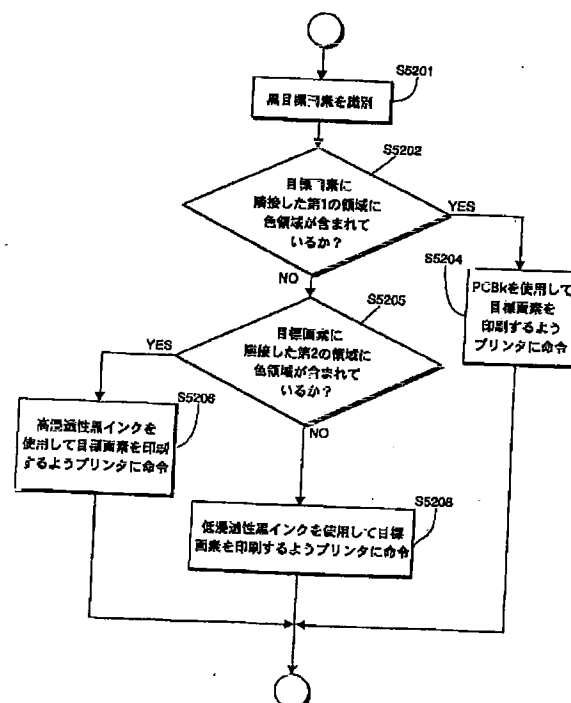 S5201
黒目標画素を識別
S5202
目標画素に
隣接した第1の領域に
色領域が含まれて
いるか？
YES
NO
S5204
PCBkを使用して
目標画素を
印刷するよう
プリンタに命令
S5205
目標画素に
隣接した第2の領域に
色領域が含まれて
いるか？
YES
NO
S5206
高浸透性黒インクを
使用して目標画素を印刷
するようプリンタに命令
S5208
低浸透性黒インクを使用して目標
画素を印刷するようプリンタに命令